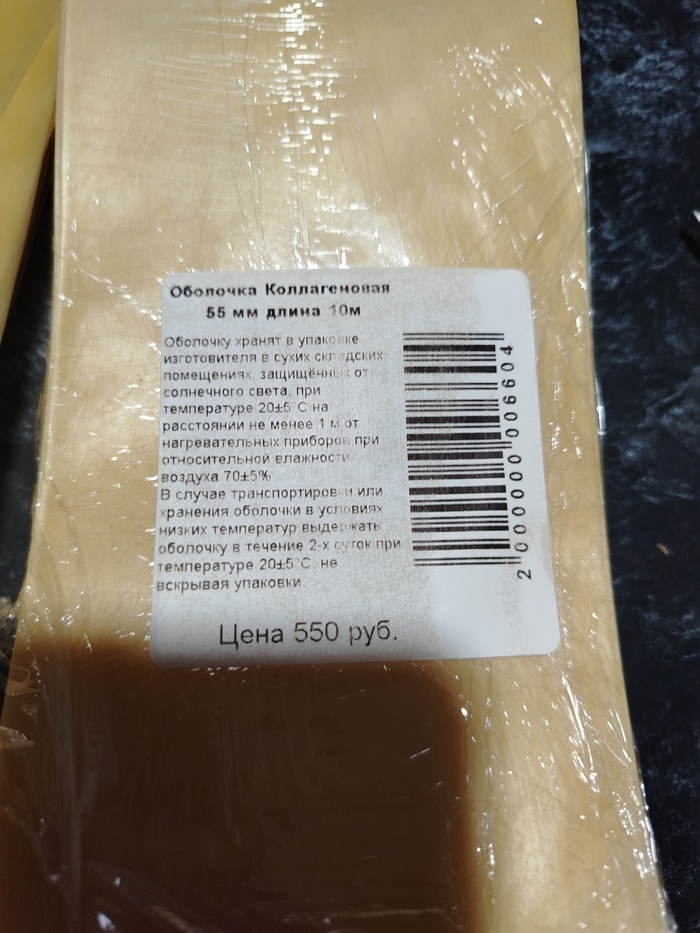 Оболочка Коллагеновая
55 мм длина 10м
Оболочку хранят в упаковке
изготовителя в сухих складских
помещениях, защищённых от
солнечного света, при
температуре 20±5°С на
расстоянии не менее 1 м от
нагревательных приборов при
относительной влажности
воздуха 70±5%
В случае транспортировки или
хранения оболочки в условиях
низких температур выдержать
оболочку в течение 2-х суток при
температуре 20±5°С, не
вскрывая упаковки.
Цена 550 руб.
2 000000 006604